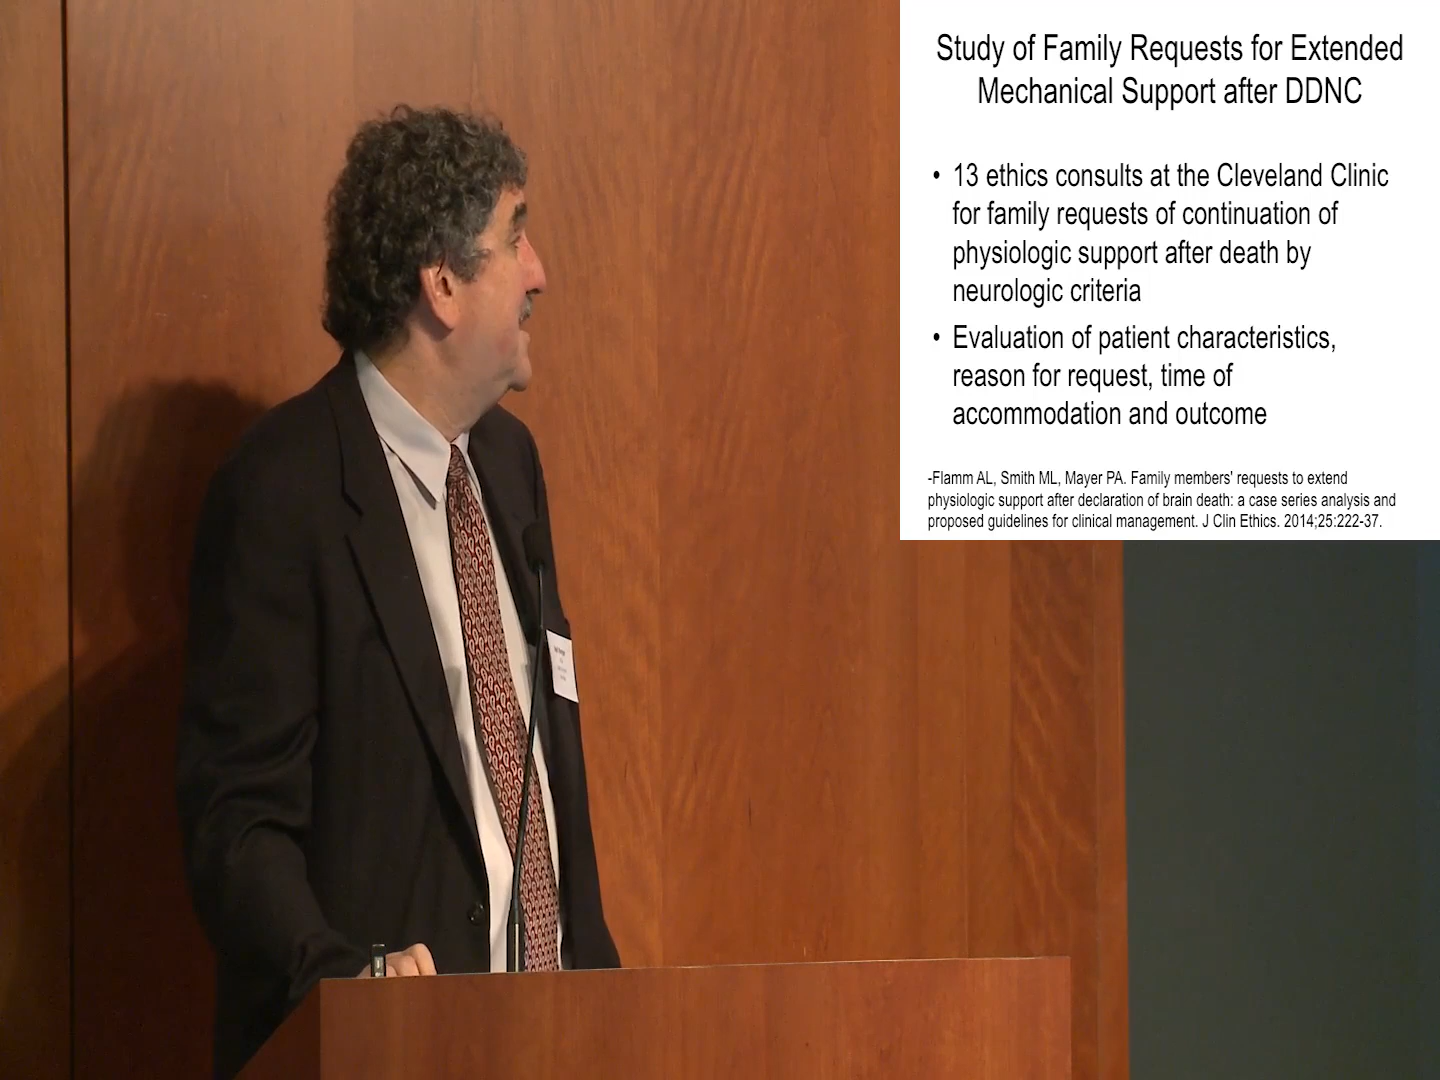 Study of Family Requests for Extended
Mechanical Support after DDNC
• 13 ethics consults at the Cleveland Clinic
for family requests of continuation of
physiologic support after death by
neurologic criteria
• Evaluation of patient characteristics,
reason for request, time of
accommodation and outcome
-Flamm AL, Smith ML, Mayer PA. Family members' requests to extend
physiologic support after declaration of brain death: a case series analysis and
proposed guidelines for clinical management. J Clin Ethics. 2014;25:222-37.